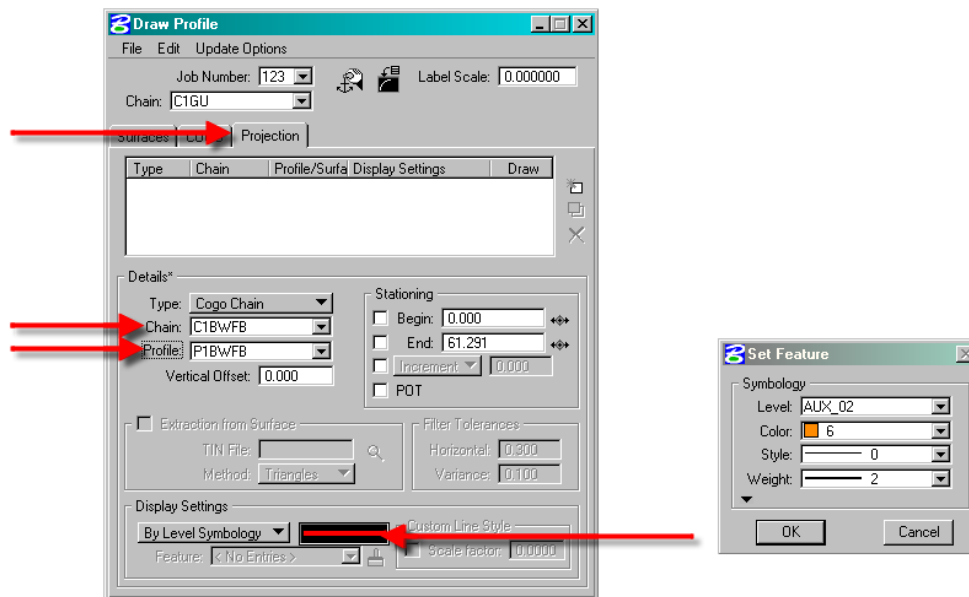 Draw Profile
File Edit Update Options
Job Number: 123
Label Scale: 0.000000
Chain: C1GU
Surfaces
Projection
Type Chain Profile/Surfa Display Settings Draw
Details*
Type: Cogo Chain
Chain: C1BWFB
Profile: P1BWFB
Vertical Offset: 0.000
Stationing
Begin: 0.000
End: 61.291
Increment 0.000
POT
Extraction from Surface
TIN File:
Method: Triangles
Filter Tolerances
Horizontal: 0.300
Variance: 0.100
Display Settings
By Level Symbology
Feature: < No Entries >
Custom Line Style
Scale factor: 0.0000
Set Feature
Symbology
Level: AUX_02
Color: 6
Style: 0
Weight: 2
OK Cancel